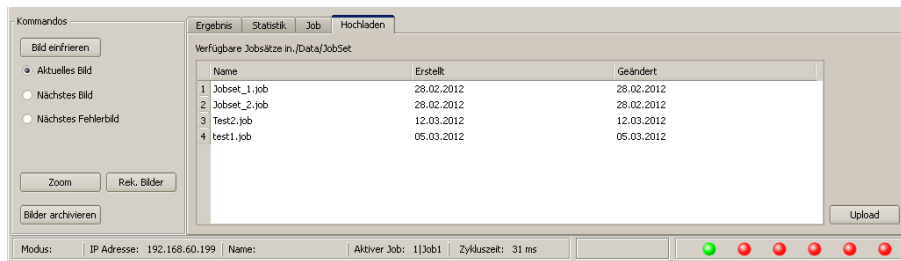 Kommandos
Bild einfrieren
Aktuelles Bild
Nächstes Bild
Nächstes Fehlerbild
Zoom
Rek. Bilder
Bilder archivieren
Ergebnis Statistik Job Hochladen
Verfügbare Jobsätze in./Data/JobSet
Name Erstellt Geändert
1 Jobset_1.job 28.02.2012 28.02.2012
2 Jobset_2.job 28.02.2012 28.02.2012
3 Test2.job 12.03.2012 12.03.2012
4 test1.job 05.03.2012 05.03.2012
Upload
Modus: IP Adresse: 192.168.60.199 Name: Aktiver Job: 1|Job1 Zykluszeit: 31 ms